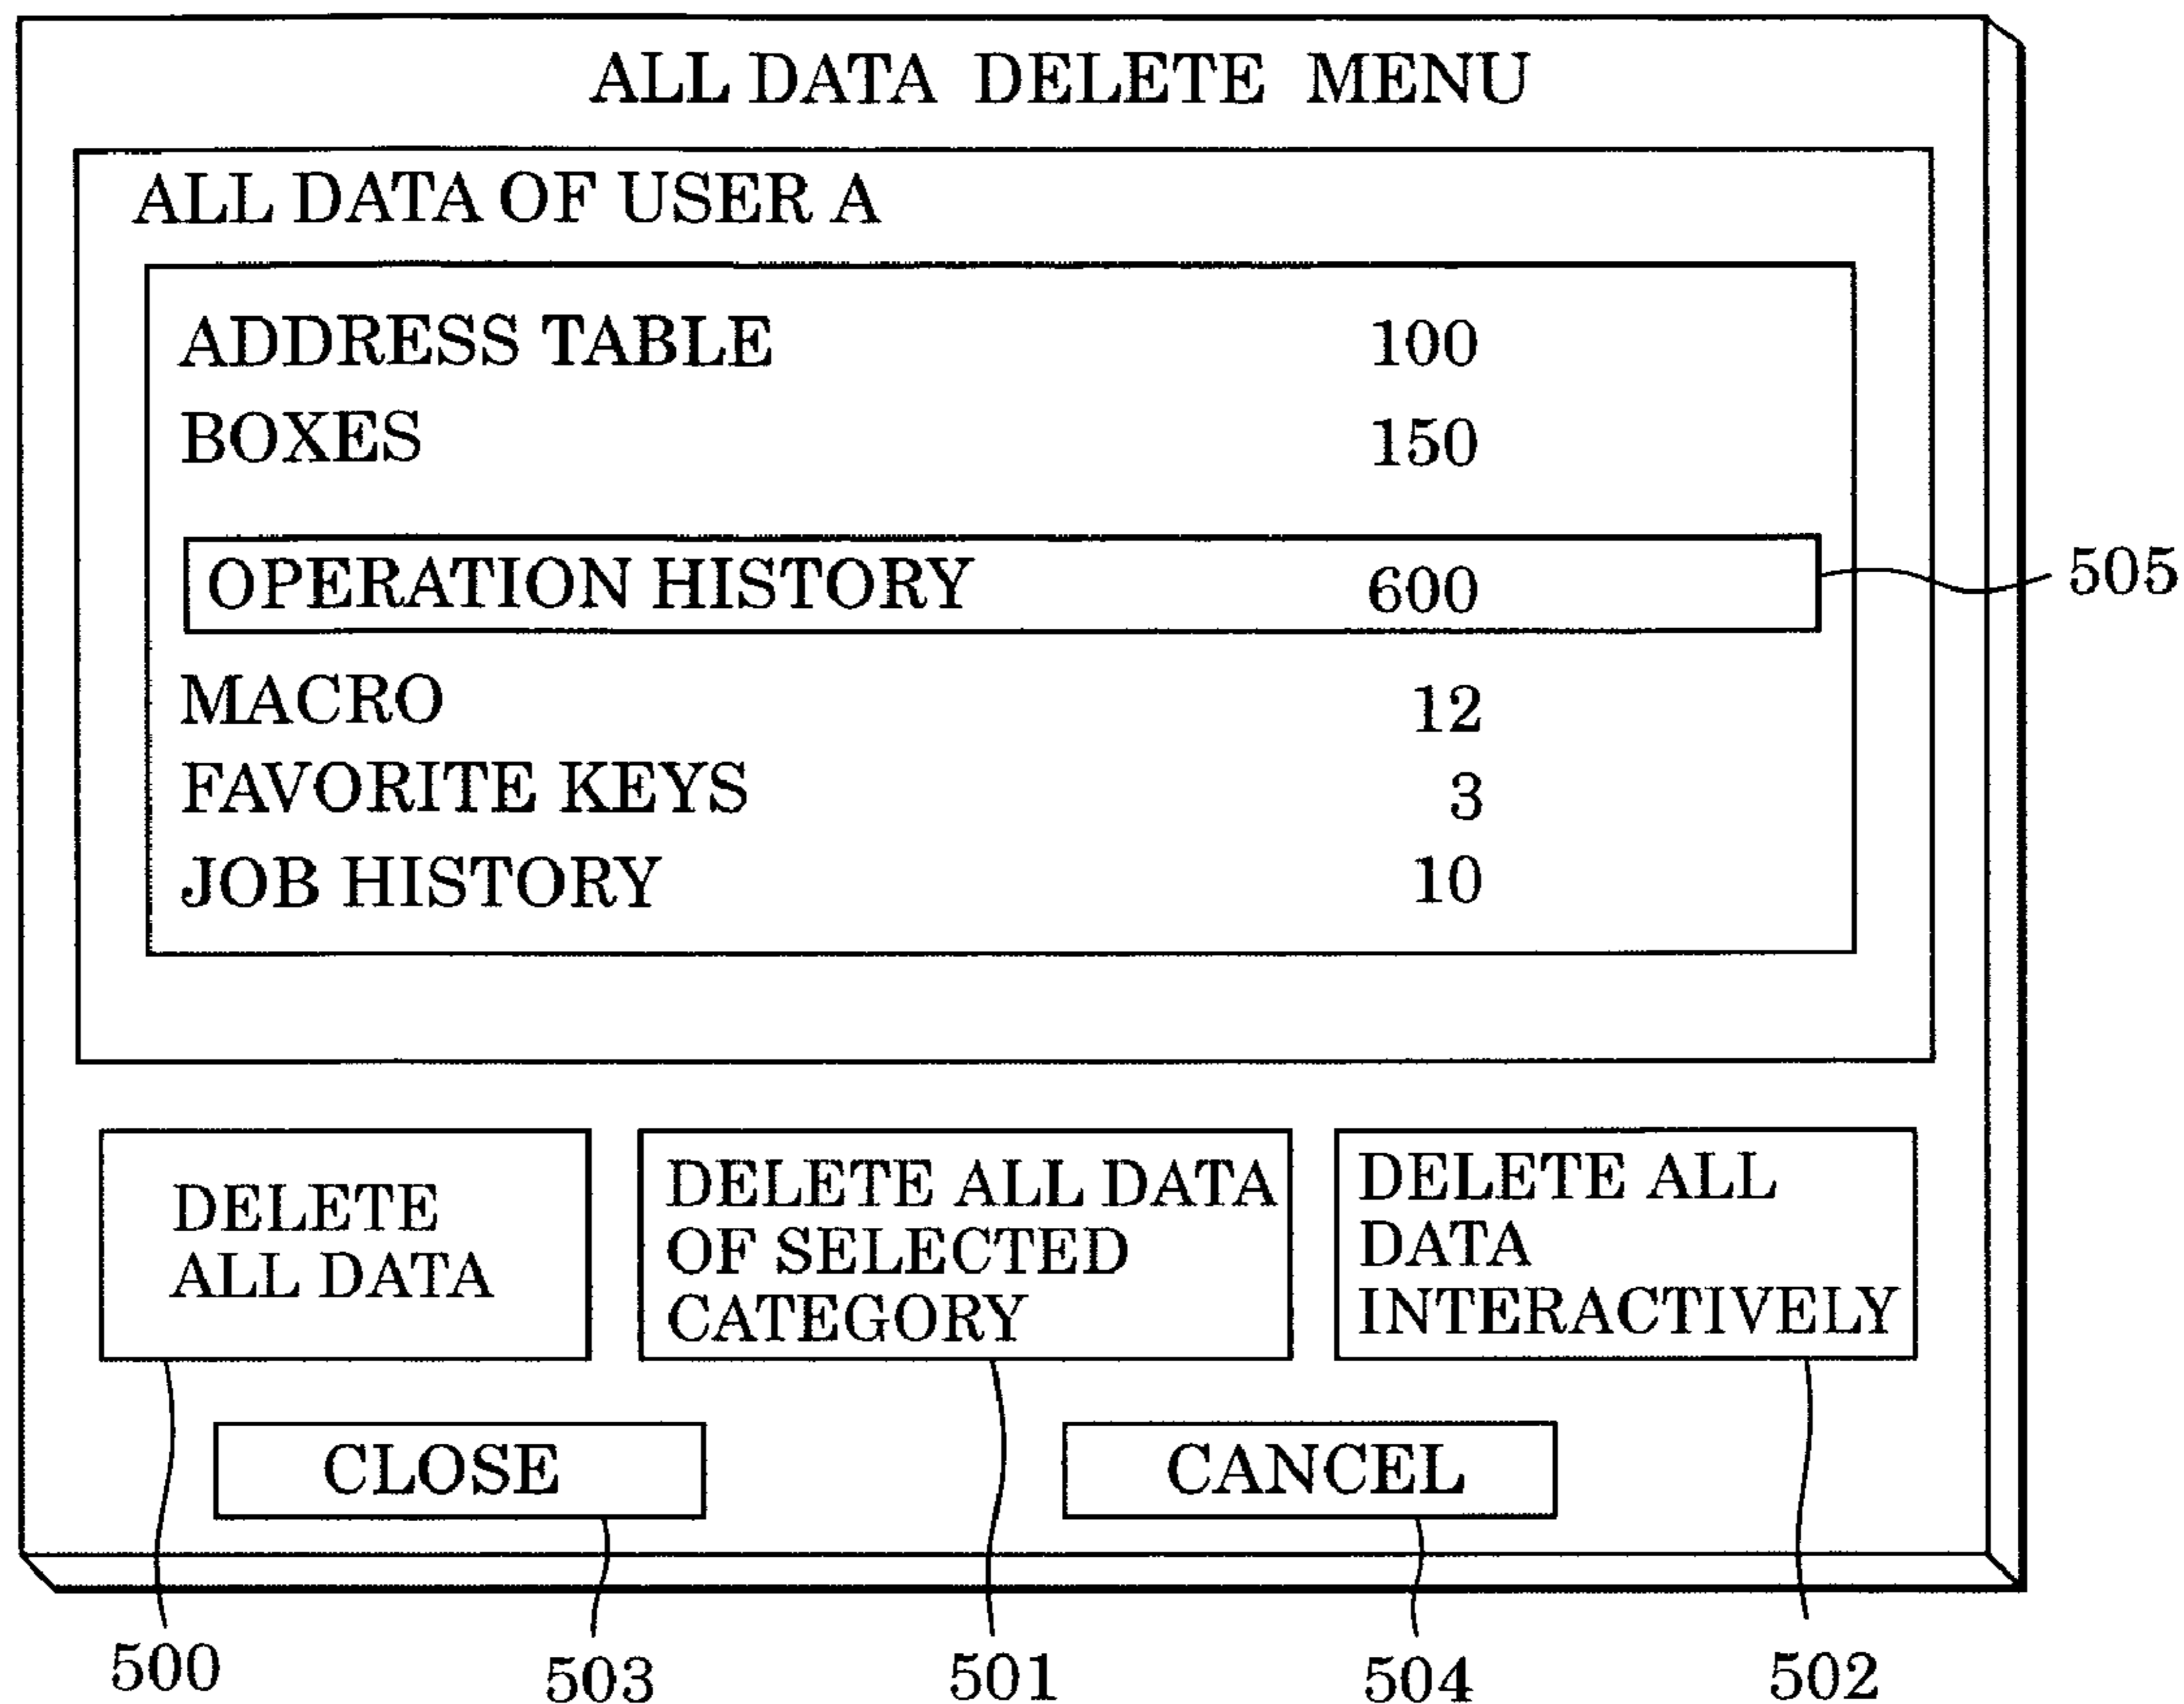 ALL DATA DELETE MENU
ALL DATA OF USER A
ADDRESS TABLE 100
BOXES 150
OPERATION HISTORY 600
505
MACRO 12
FAVORITE KEYS 3
JOB HISTORY 10
DELETE
ALL DATA
DELETE ALL DATA
OF SELECTED
CATEGORY
DELETE ALL
DATA
INTERACTIVELY
CLOSE
CANCEL
500
503
501
504
502